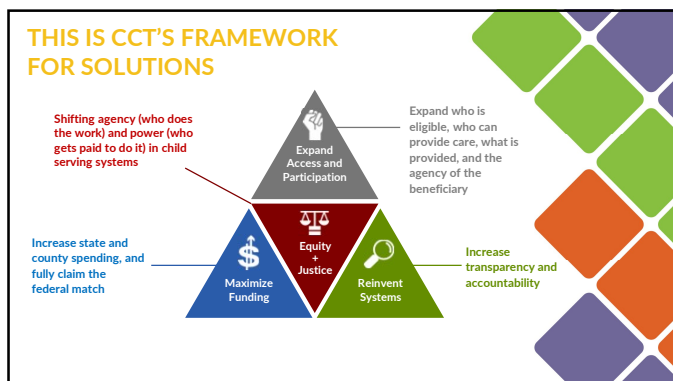 THIS IS CCT'S FRAMEWORK
FOR SOLUTIONS
Shifting agency (who does
the work) and power (who
gets paid to do it) in child
serving systems
Expand
Access and
Participation
Expand who is
eligible, who can
provide care, what is
provided, and the
agency of the
beneficiary
Increase state and
county spending, and
fully claim the
federal match
Maximize
Funding
Equity
+
Justice
Reinvent
Systems
Increase
transparency and
accountability